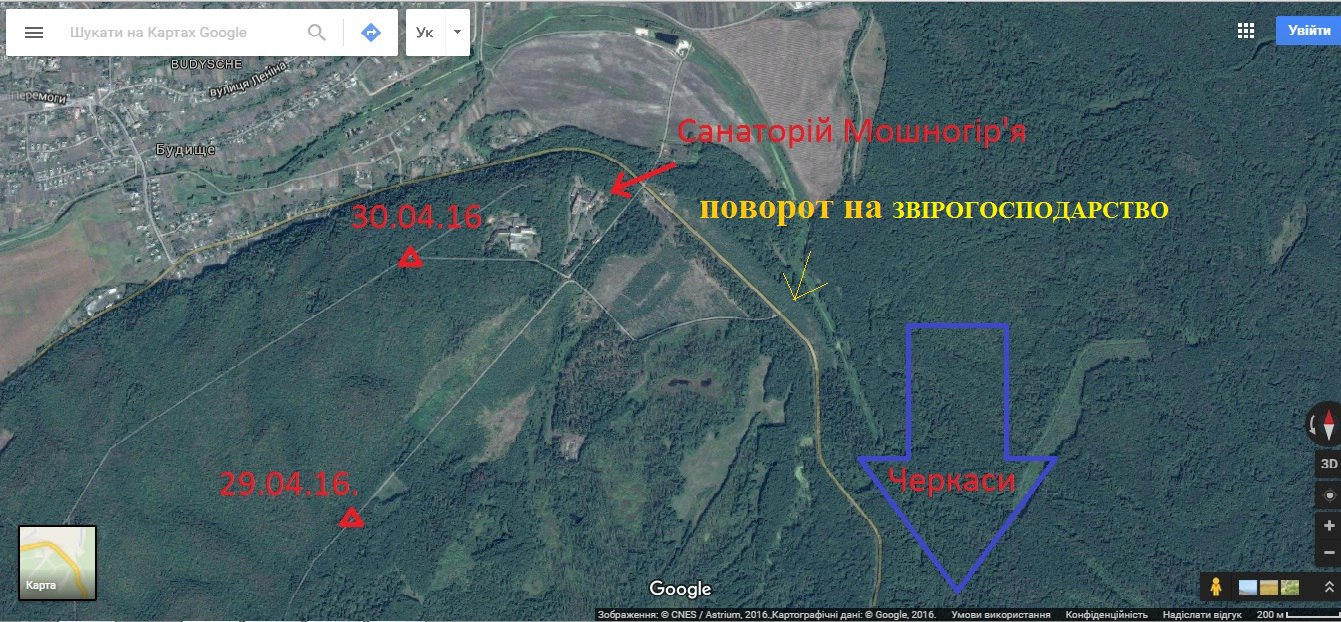 Шукати на Картах Google
Ук
Увійти
BUDYSCHE
вулиця Леніна
Перемоги
Будище
Санаторій Мошногір'я
30.04.16
поворот на ЗВІРОГОСПОДАРСТВО
29.04.16.
Черкаси
3D
Карта
Google
Зображення: © CNES / Astrium, 2016.,Картографічні дані: © Google, 2016. Умови використання Конфіденційність Надіслати відгук 200 м